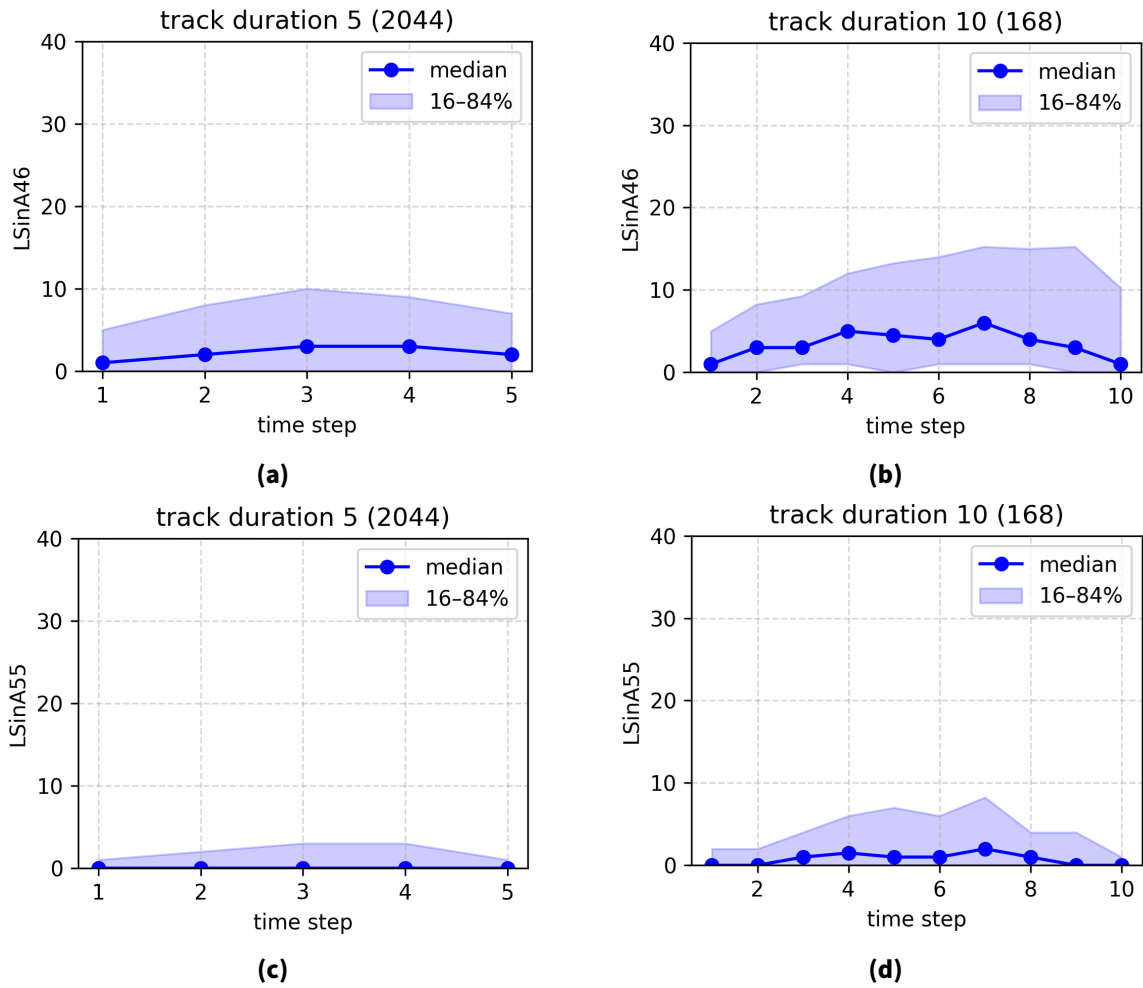 track duration 5 (2044)
40
30
20
10
0
LSinA46
median
16–84%
1 2 3 4 5
time step
(a)
track duration 10 (168)
40
30
20
10
0
LSinA46
median
16–84%
2 4 6 8 10
time step
(b)
track duration 5 (2044)
40
30
20
10
0
LSinA55
median
16–84%
1 2 3 4 5
time step
(c)
track duration 10 (168)
40
30
20
10
0
LSinA55
median
16–84%
2 4 6 8 10
time step
(d)